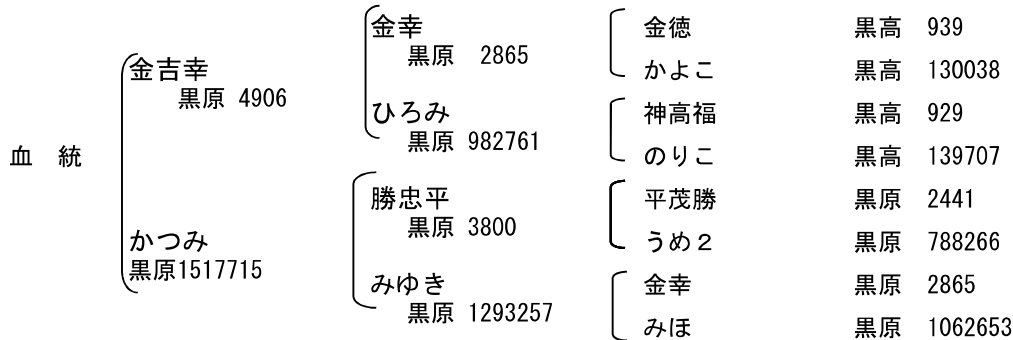 血 統
金吉幸
黒原 4906
かつみ
黒原1517715
金幸
黒原 2865
ひろみ
黒原 982761
勝忠平
黒原 3800
みゆき
黒原 1293257
金徳 黒高 939
かよこ 黒高 130038
神高福 黒高 929
のりこ 黒高 139707
平茂勝 黒原 2441
うめ２ 黒原 788266
金幸 黒原 2865
みほ 黒原 1062653